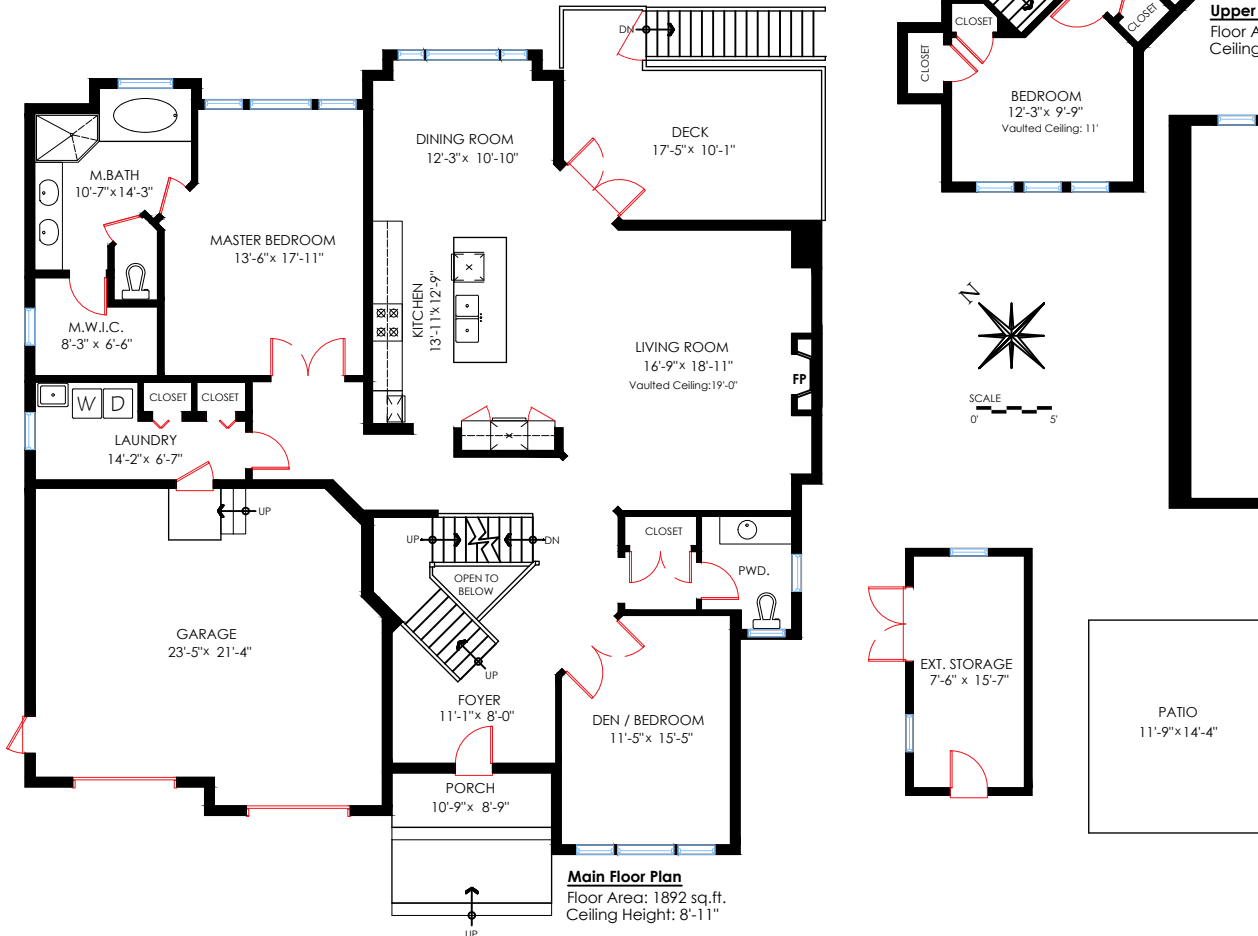 DN
CLOSET
CLOSET
CLOSET
Upper
Floor A
Ceiling
BEDROOM
12'-3"x 9'-9"
Vaulted Ceiling: 11'
DINING ROOM
12'-3"x 10'-10"
DECK
17'-5"x 10'-1"
M.BATH
10'-7"x14'-3"
MASTER BEDROOM
13'-6"x 17'-11"
KITCHEN
13'-11"x 12'-9"
M.W.I.C.
8'-3" x 6'-6"
LIVING ROOM
16'-9"x 18'-11"
Vaulted Ceiling:19'-0"
FP
N
SCALE
0' 5'
W D
CLOSET
CLOSET
LAUNDRY
14'-2"x 6'-7"
UP
UP
DN
OPEN TO
BELOW
UP
CLOSET
PWD.
GARAGE
23'-5"x 21'-4"
FOYER
11'-1"x 8'-0"
DEN / BEDROOM
11'-5"x 15'-5"
PORCH
10'-9"x 8'-9"
UP
EXT. STORAGE
7'-6" x 15'-7"
PATIO
11'-9"x14'-4"
Main Floor Plan
Floor Area: 1892 sq.ft.
Ceiling Height: 8'-11"